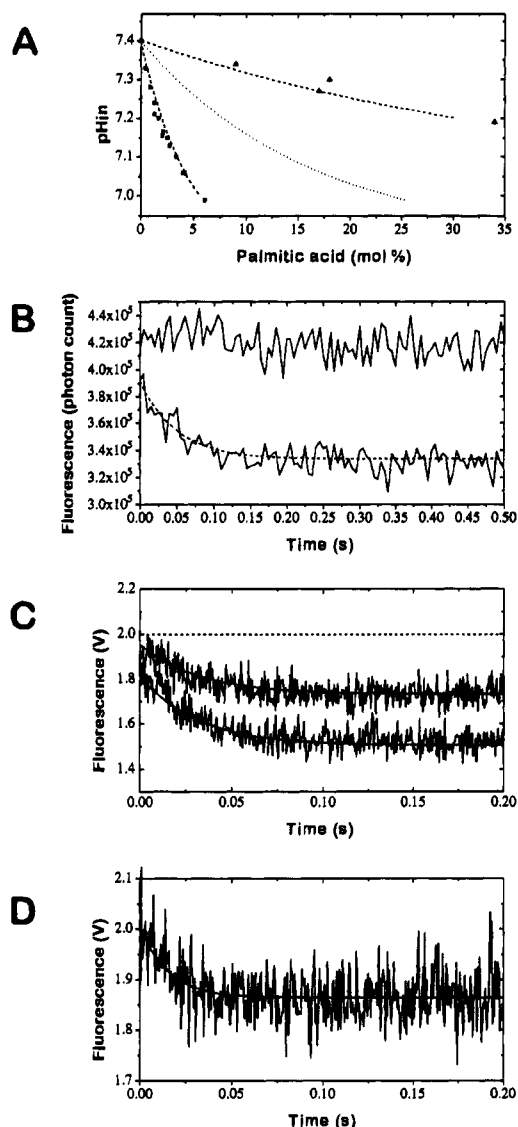 A
7.4
7.3
7.2
7.1
7.0
pHin
0 5 10 15 20 25 30 35
Palmitic acid (mol %)
B
4.4x10⁵
4.2x10⁵
4.0x10⁵
3.8x10⁵
3.6x10⁵
3.4x10⁵
3.2x10⁵
3.0x10⁵
Fluorescence (photon count)
0.00 0.05 0.10 0.15 0.20 0.25 0.30 0.35 0.40 0.45 0.50
Time (s)
C
2.2
2.0
1.8
1.6
1.4
Fluorescence (V)
0.00 0.05 0.10 0.15 0.20
Time (s)
D
2.1
2.0
1.9
1.8
1.7
Fluorescence (V)
0.00 0.05 0.10 0.15 0.20
Time (s)